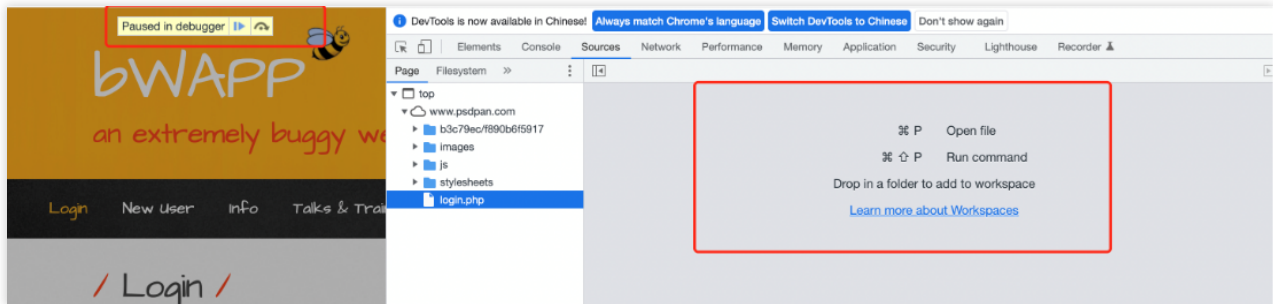 Paused in debugger
bWAPP
an extremely buggy we
Login New User Info Talks & Trai
/ Login /
DevTools is now available in Chinese! Always match Chrome's language Switch DevTools to Chinese Don't show again
Elements Console Sources Network Performance Memory Application Security Lighthouse Recorder
Page Filesystem »
top
www.psdpan.com
b3c79ec/f890b6f5917
images
js
stylesheets
login.php
⌘ P Open file
⌘ ⇧ P Run command
Drop in a folder to add to workspace
Learn more about Workspaces